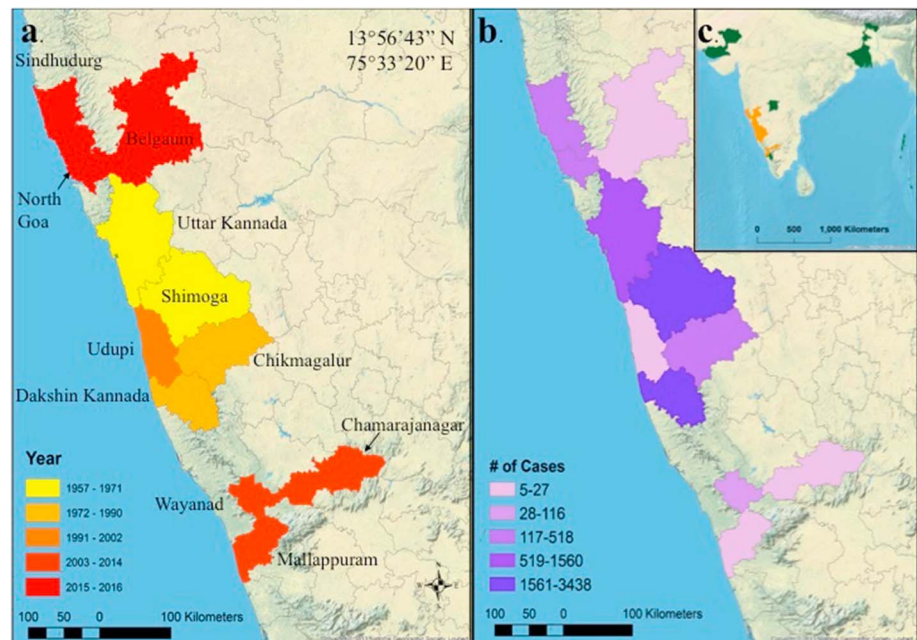 a.
13°56’43” N
75°33’20” E
Sindhudurg
Belgaum
North
Goa
Uttar Kannada
Shimoga
Udupi
Chikmagalur
Dakshin Kannada
Chamarajanagar
Wayanad
Mallappuram
Year
1957 - 1971
1972 - 1990
1991 - 2002
2003 - 2014
2015 - 2016
N
W E
S
100 50 0 100 Kilometers
b.
# of Cases
5-27
28-116
117-518
519-1560
1561-3438
100 50 0 100 Kilometers
c.
0 500 1,000 Kilometers